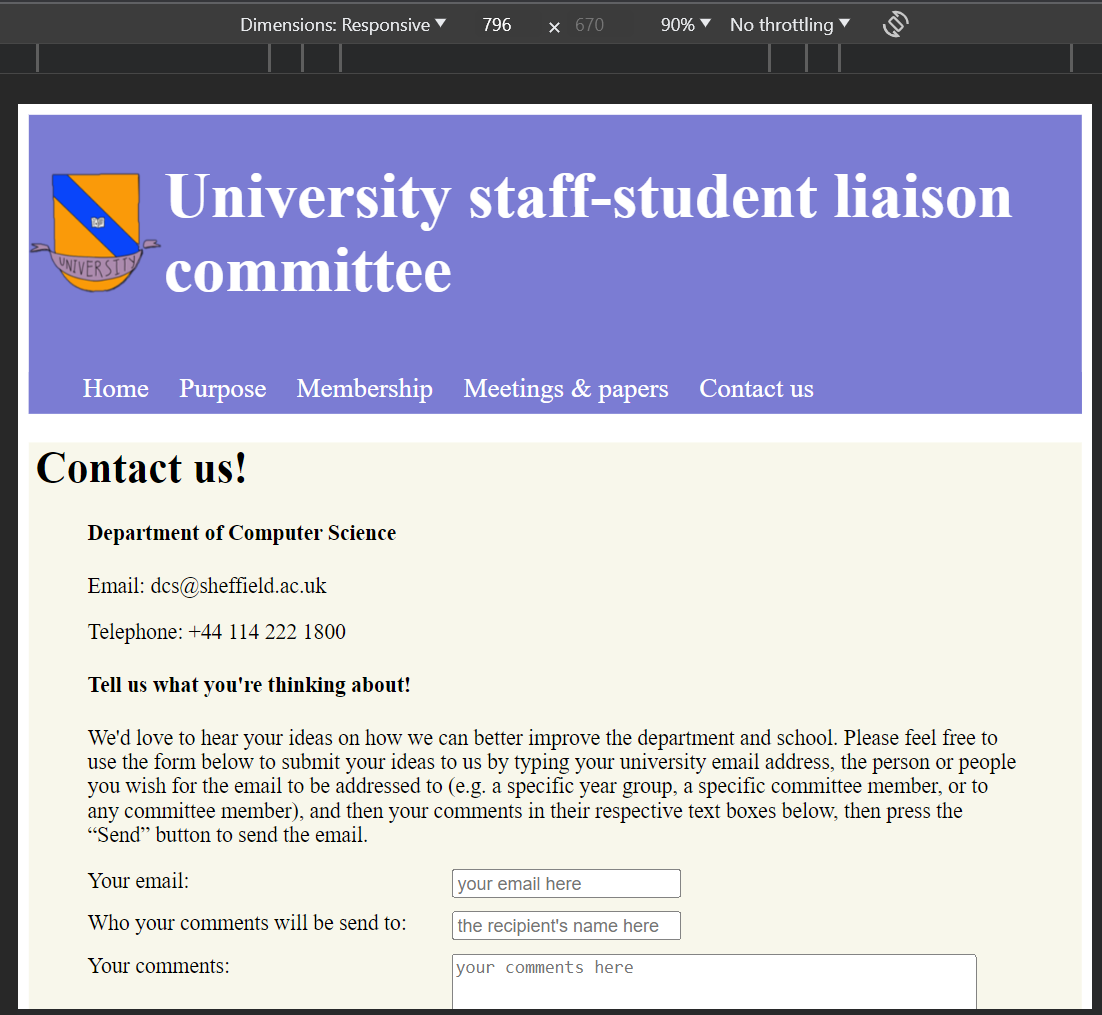 Dimensions: Responsive ▼ 796 × 670 90% ▼ No throttling ▼
University staff-student liaison
committee
UNIVERSITY
Home Purpose Membership Meetings & papers Contact us
Contact us!
Department of Computer Science
Email: dcs@sheffield.ac.uk
Telephone: +44 114 222 1800
Tell us what you're thinking about!
We'd love to hear your ideas on how we can better improve the department and school. Please feel free to
use the form below to submit your ideas to us by typing your university email address, the person or people
you wish for the email to be addressed to (e.g. a specific year group, a specific committee member, or to
any committee member), and then your comments in their respective text boxes below, then press the
“Send” button to send the email.
Your email: your email here
Who your comments will be send to: the recipient's name here
Your comments: your comments here